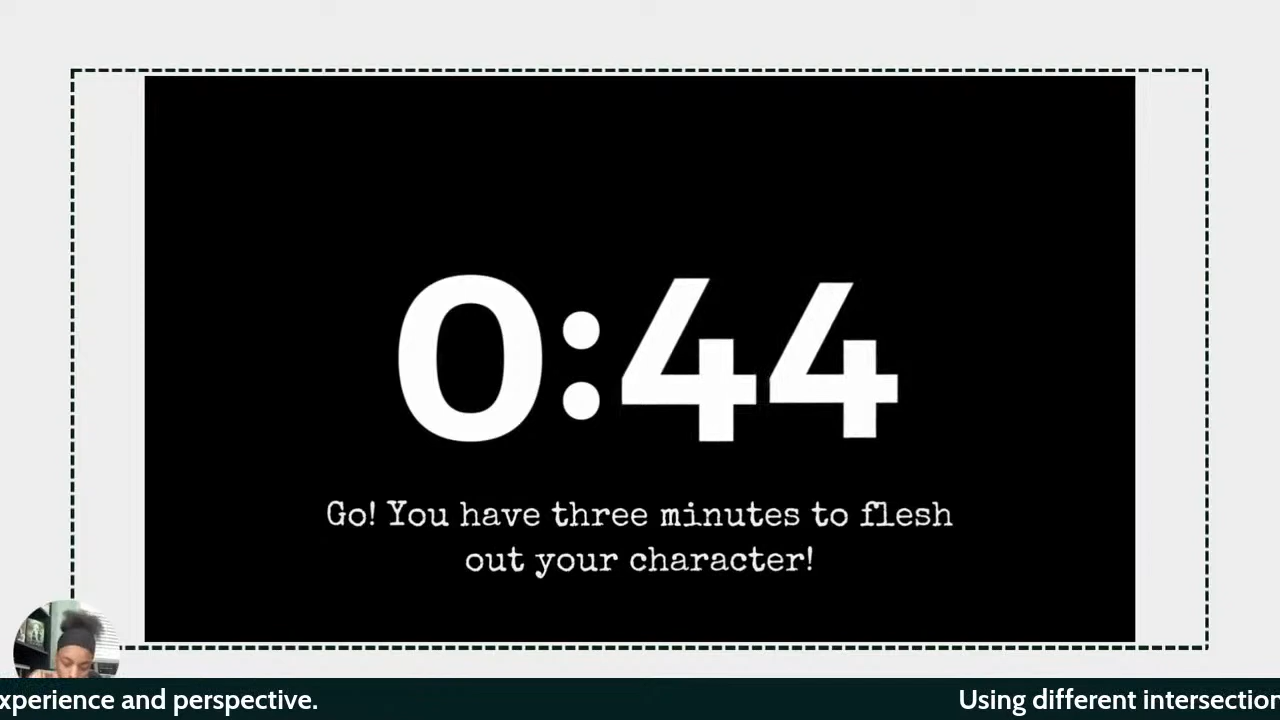 0:44
Go! You have three minutes to flesh
out your character!
xperience and perspective.
Using different intersection